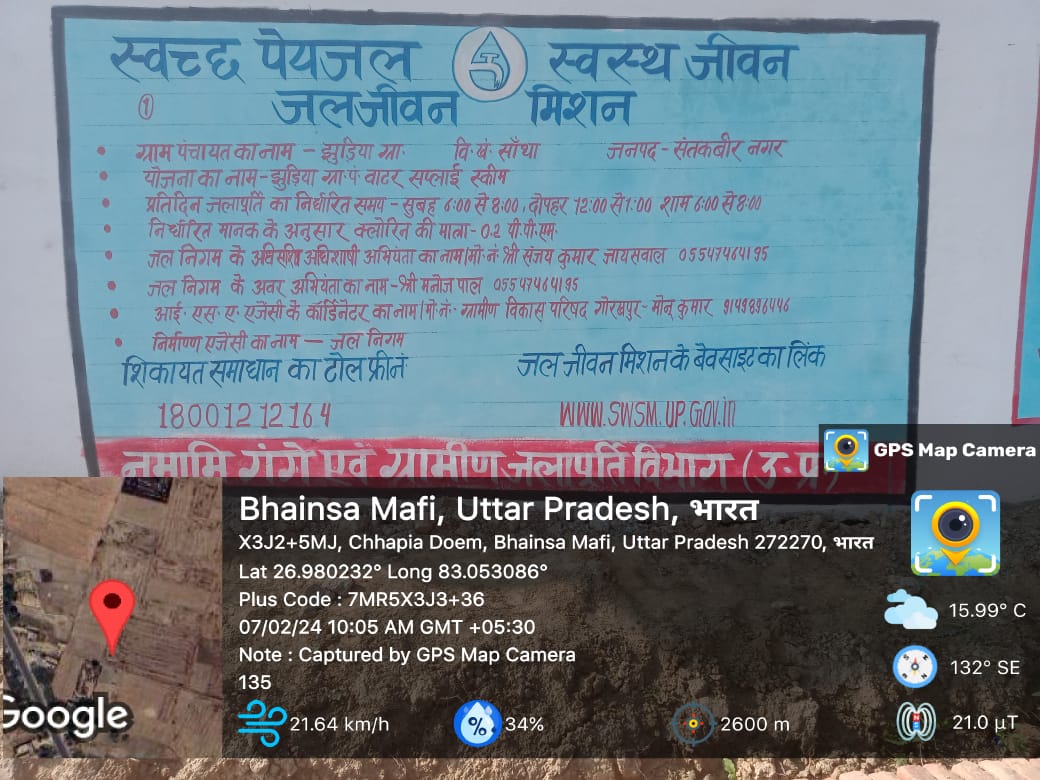 स्वच्छ पेयजल स्वस्थ जीवन
① जलजीवन मिशन
• ग्राम पंचायत का नाम – झुड़िया ग्रा॰ वि॰ बं॰ साँथा जनपद - संतकबीर नगर
• योजना का नाम - झुड़िया ग्रा॰ पं॰ वाटर सप्लाई स्कीम
• प्रतिदिन जलापूर्ति का निर्धारित समय - सुबह 6:00 से 8:00, दोपहर 12:00 से 1:00 शाम 6:00 से 8:00
• निर्धारित मानक के अनुसार क्लोरिन की मात्रा - 0.2 पी॰पी॰एम॰
• जल निगम के अधिशाषी अभियंता का नाम/मो॰ नं॰ श्री संजय कुमार जायसवाल 05547464195
• जल निगम के अवर अभियंता का नाम - श्री मनोज पाल 05547464195
• आई॰ एस॰ ए॰ एजेंसी के कॉर्डिनेटर का नाम/मो॰ नं॰- ग्रामीण विकास परिषद गोरखपुर - मोनू कुमार 9149896446
• निर्माण एजेंसी का नाम — जल निगम
शिकायत समाधान का टोल फ्री नं॰ जल जीवन मिशन के बेवसाइट का लिंक
18001212164 WWW.SWSM.UP.GOV.in
नमामि गंगे एवं ग्रामीण जलापूर्ति विभाग (उ॰प्र॰)
GPS Map Camera
Bhainsa Mafi, Uttar Pradesh, भारत
X3J2+5MJ, Chhapia Doem, Bhainsa Mafi, Uttar Pradesh 272270, भारत
Lat 26.980232° Long 83.053086°
Plus Code : 7MR5X3J3+36
07/02/24 10:05 AM GMT +05:30
Note : Captured by GPS Map Camera
135
15.99° C
132° SE
Google
21.64 km/h
34%
2600 m
21.0 µT